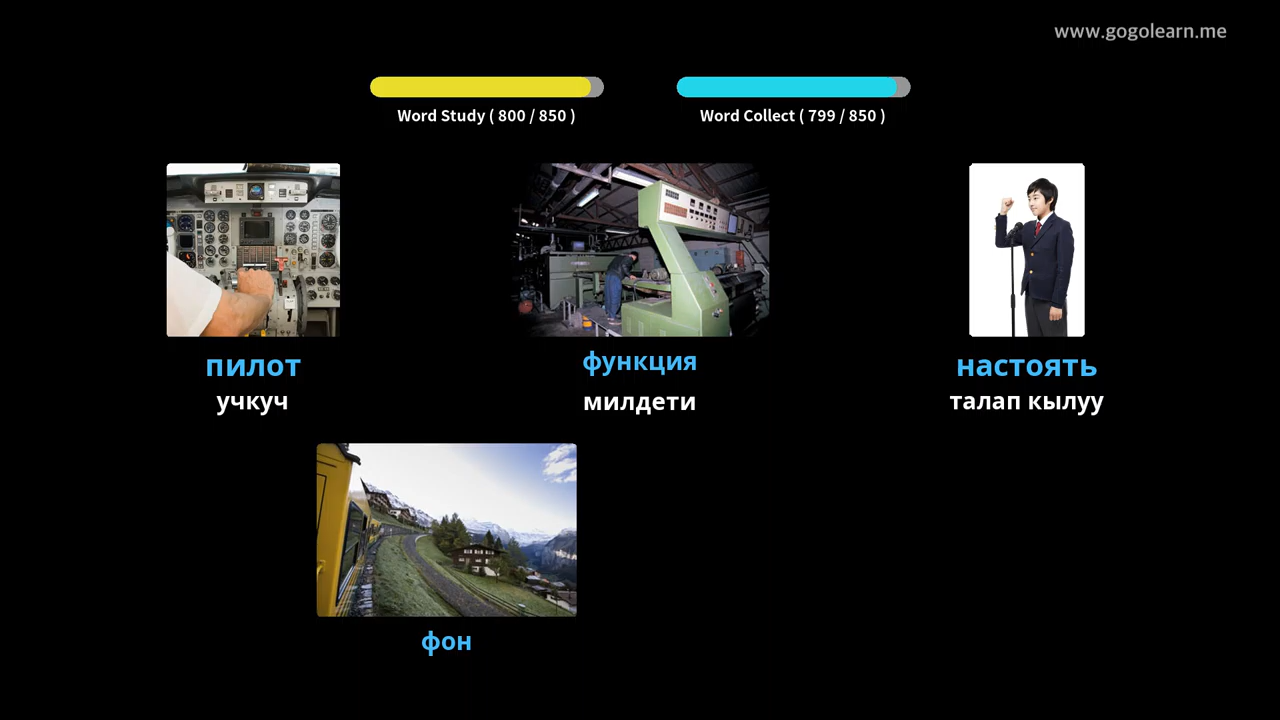 www.gogolearn.me
Word Study ( 800 / 850 )
Word Collect ( 799 / 850 )
пилот
учкуч
функция
милдети
настоять
талап кылуу
фон